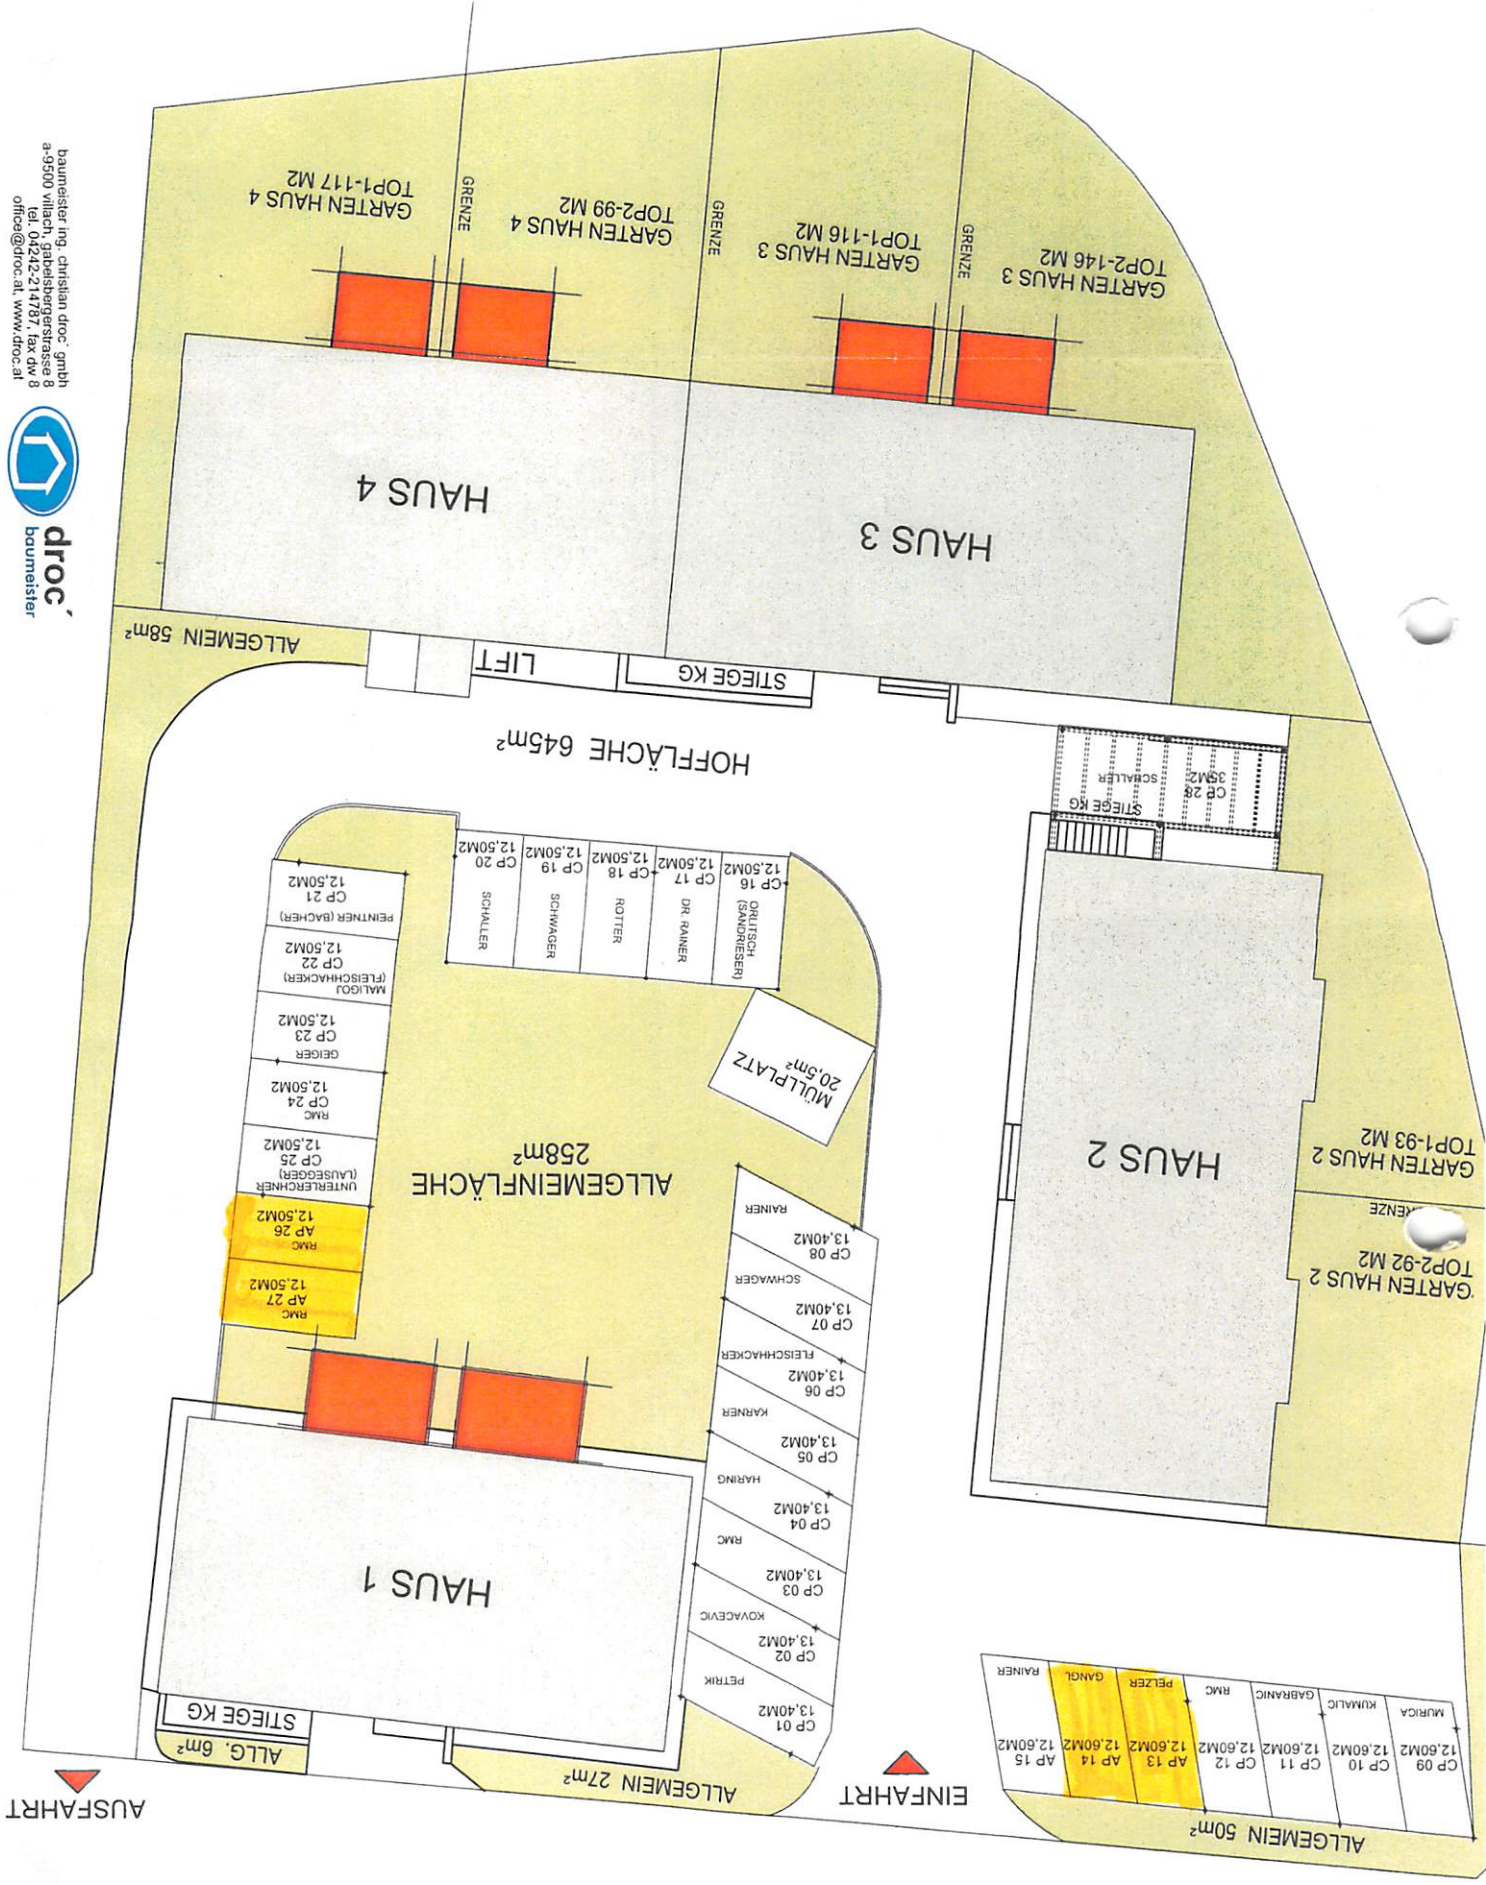 ALLGEMEIN 50m²
CP 09
12,60M2
MURICA
CP 10
12,60M2
KUMALIC
CP 11
12,60M2
GABRANIC
CP 12
12,60M2
RMC
AP 13
12,60M2
PELZER
AP 14
12,60M2
GANGL
AP 15
12,60M2
RAINER
EINFAHRT
AUSFAHRT
ALLGEMEIN 27m²
ALLG. 6m²
STIEGE KG
HAUS 1
CP 01
13,40M2
PETRIK
CP 02
13,40M2
KOVACEVIC
CP 03
13,40M2
RMC
CP 04
13,40M2
HARING
CP 05
13,40M2
KARNER
CP 06
13,40M2
FLEISCHHACKER
CP 07
13,40M2
SCHWAGER
CP 08
13,40M2
RAINER
RMC
AP 27
12,50M2
RMC
AP 26
12,50M2
UNTERLERCHNER
(LAUSEGGER)
CP 25
12,50M2
RMC
CP 24
12,50M2
GEIGER
CP 23
12,50M2
MALIGOJ
(FLEISCHHACKER)
CP 22
12,50M2
PEINTNER (BACHER)
CP 21
12,50M2
ALLGEMEINFLÄCHE
258m²
GARTEN HAUS 2
TOP2-92 M2
RENZE
GARTEN HAUS 2
TOP1-93 M2
HAUS 2
MÜLLPLATZ
20,5m²
ORLITSCH
(SANDRIESER)
CP 16
12,50M2
DR. RAINER
CP 17
12,50M2
ROTTER
CP 18
12,50M2
SCHWAGER
CP 19
12,50M2
SCHALLER
CP 20
12,50M2
STIEGE KG
CP 28
35M2
SCHALLER
HOFFLÄCHE 645m²
STIEGE KG
LIFT
ALLGEMEIN 58m²
HAUS 3
HAUS 4
GARTEN HAUS 3
TOP2-146 M2
GRENZE
GARTEN HAUS 3
TOP1-116 M2
GRENZE
GARTEN HAUS 4
TOP2-99 M2
GRENZE
GARTEN HAUS 4
TOP1-117 M2
droc´
baumeister
baumeister ing. christian droc´ gmbh
a-9500 villach, gabelsbergerstrasse 8
tel. 04242-214787, fax dw 8
office@droc.at, www.droc.at